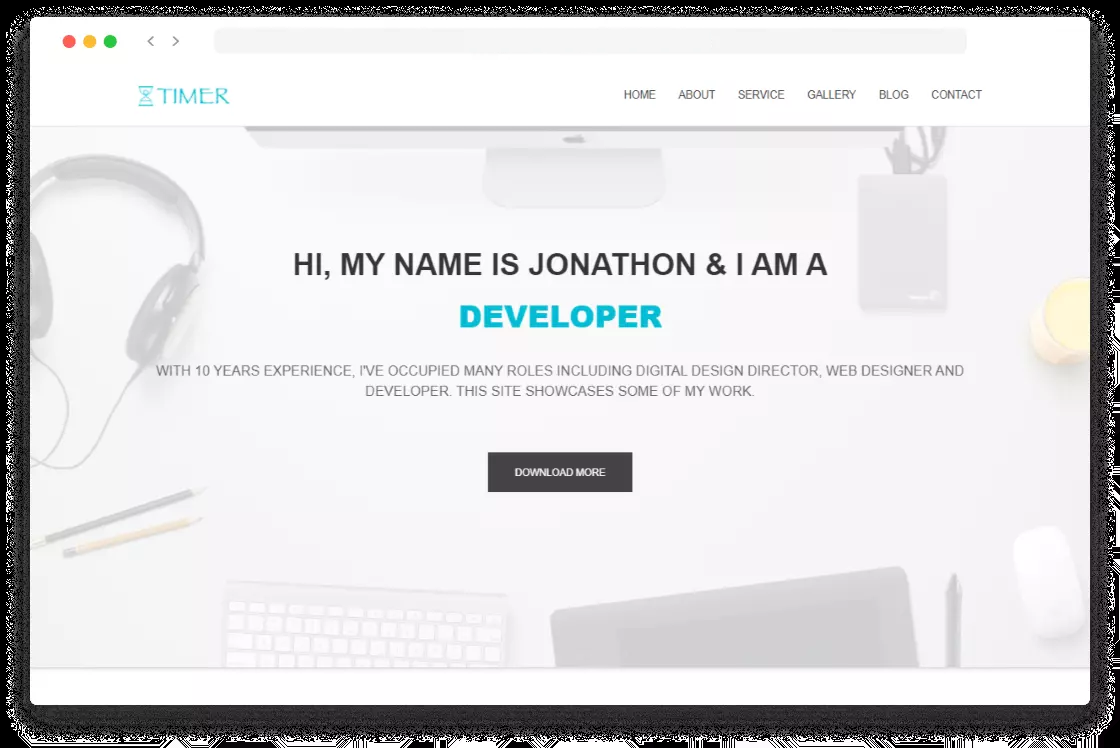 TIMER
HOME ABOUT SERVICE GALLERY BLOG CONTACT
HI, MY NAME IS JONATHON & I AM A
DEVELOPER
WITH 10 YEARS EXPERIENCE, I'VE OCCUPIED MANY ROLES INCLUDING DIGITAL DESIGN DIRECTOR, WEB DESIGNER AND
DEVELOPER. THIS SITE SHOWCASES SOME OF MY WORK.
DOWNLOAD MORE